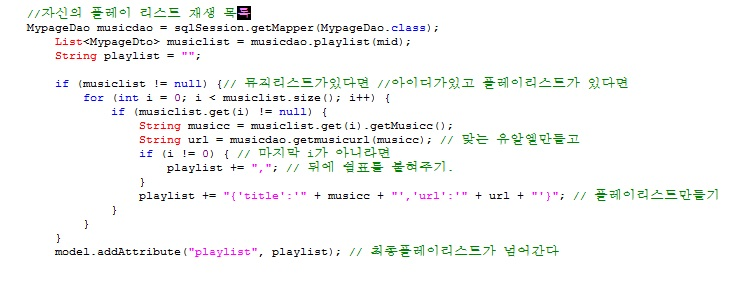 //자신의 플레이 리스트 재생 목록
MypageDao musicdao = sqlSession.getMapper(MypageDao.class);
List<MypageDto> musiclist = musicdao.playlist(mid);
String playlist = "";
if (musiclist != null) {// 뮤직리스트가있다면 //아이디가있고 플레이리스트가 있다면
for (int i = 0; i < musiclist.size(); i++) {
if (musiclist.get(i) != null) {
String musicc = musiclist.get(i).getMusicc();
String url = musicdao.getmusicurl(musicc); // 맞는 유알엘만들고
if (i != 0) { // 마지막 i가 아니라면
playlist += ","; // 뒤에 쉼표를 붙혀주기.
}
playlist += "{'title':'" + musicc + "','url':'" + url + "'}"; // 플레이리스트만들기
}
}
}
model.addAttribute("playlist", playlist); // 최종플레이리스트가 넘어간다